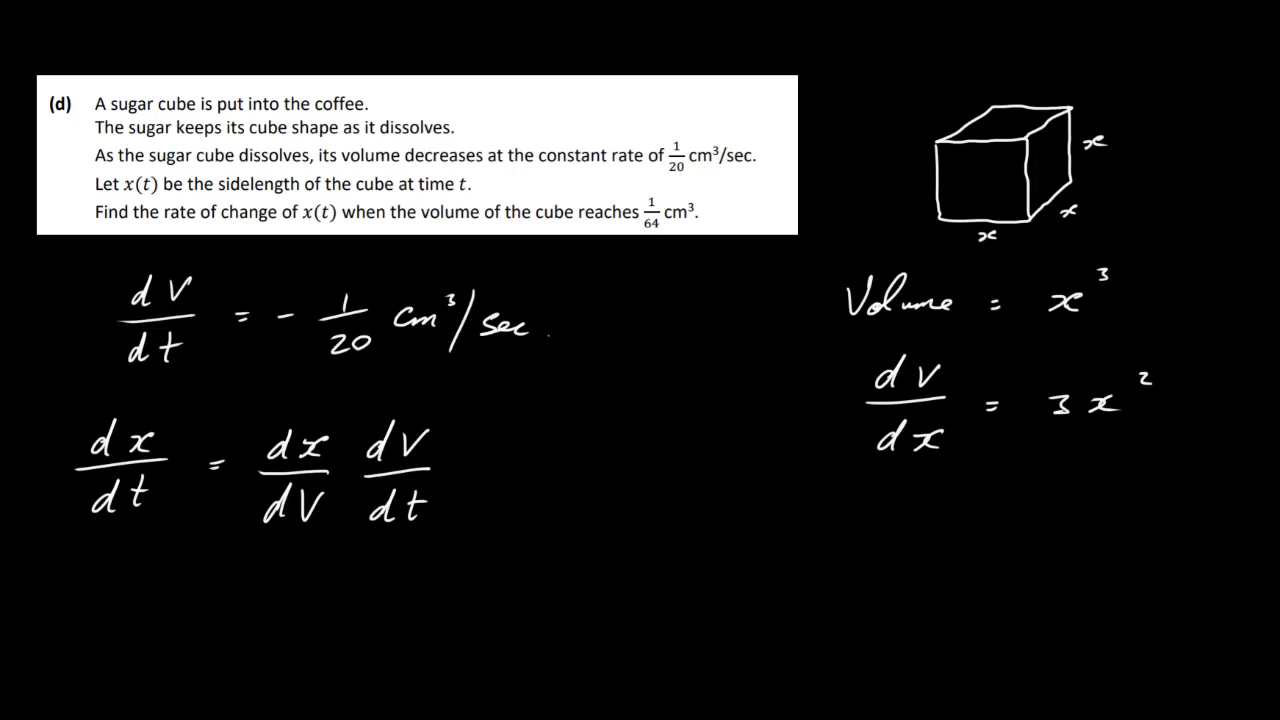 (d) A sugar cube is put into the coffee.
The sugar keeps its cube shape as it dissolves.
As the sugar cube dissolves, its volume decreases at the constant rate of 1/20 cm³/sec.
Let x(t) be the sidelength of the cube at time t.
Find the rate of change of x(t) when the volume of the cube reaches 1/64 cm³.
x
x
x
dV/dt = - 1/20 cm³/sec.
dx/dt = dx/dV dV/dt
Volume = x³
dV/dx = 3x²